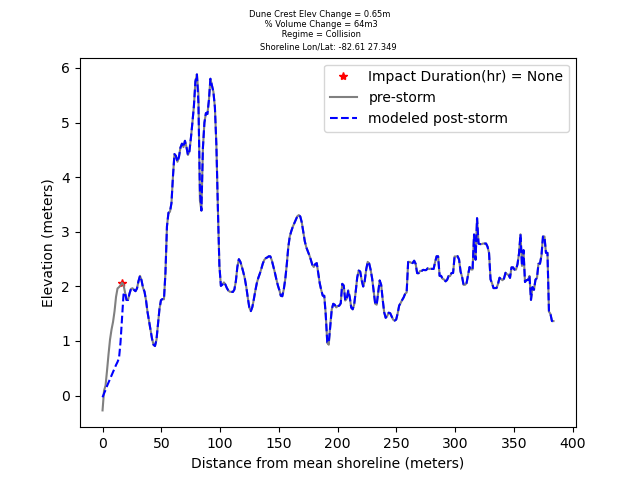 Dune Crest Elev Change = 0.65m
% Volume Change = 64m3
Regime = Collision
Shoreline Lon/Lat: -82.61 27.349
Impact Duration(hr) = None
pre-storm
modeled post-storm
6
5
4
3
2
1
0
Elevation (meters)
0 50 100 150 200 250 300 350 400
Distance from mean shoreline (meters)